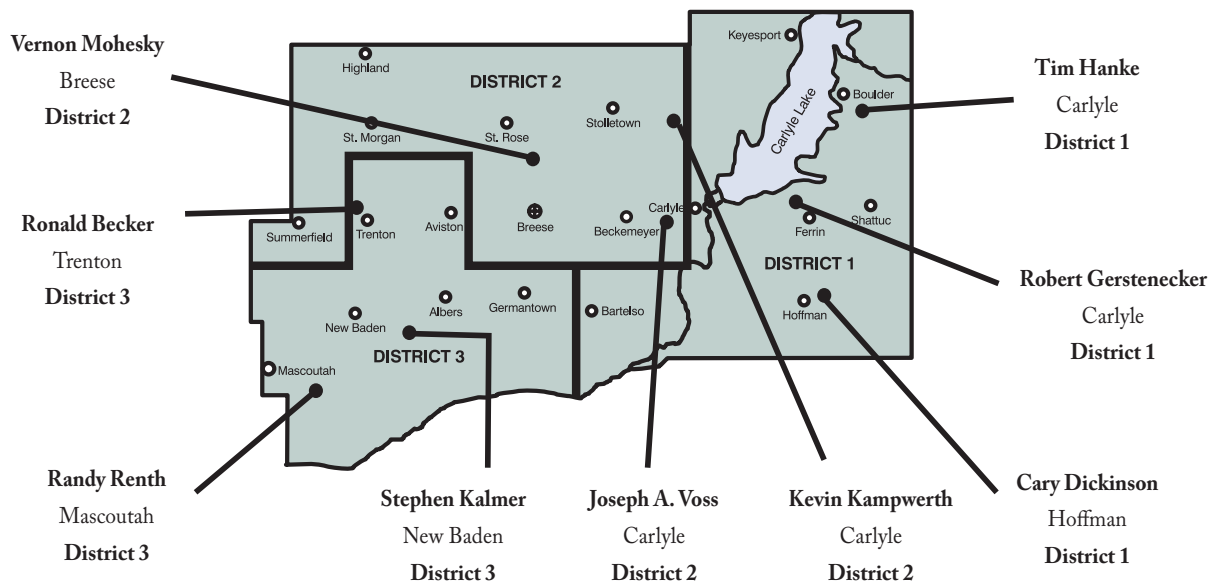 Vernon Mohesky
Breese
District 2
Ronald Becker
Trenton
District 3
Randy Renth
Mascoutah
District 3
Stephen Kalmer
New Baden
District 3
Joseph A. Voss
Carlyle
District 2
Kevin Kampwerth
Carlyle
District 2
Cary Dickinson
Hoffman
District 1
Robert Gerstenecker
Carlyle
District 1
Tim Hanke
Carlyle
District 1
Keyesport
Highland
DISTRICT 2
Boulder
Stolletown
St. Morgan
St. Rose
Carlyle Lake
Carlyle
Shattuc
Summerfield
Trenton
Aviston
Breese
Beckemeyer
Ferrin
DISTRICT 1
Germantown
Albers
New Baden
Bartelso
Hoffman
DISTRICT 3
Mascoutah